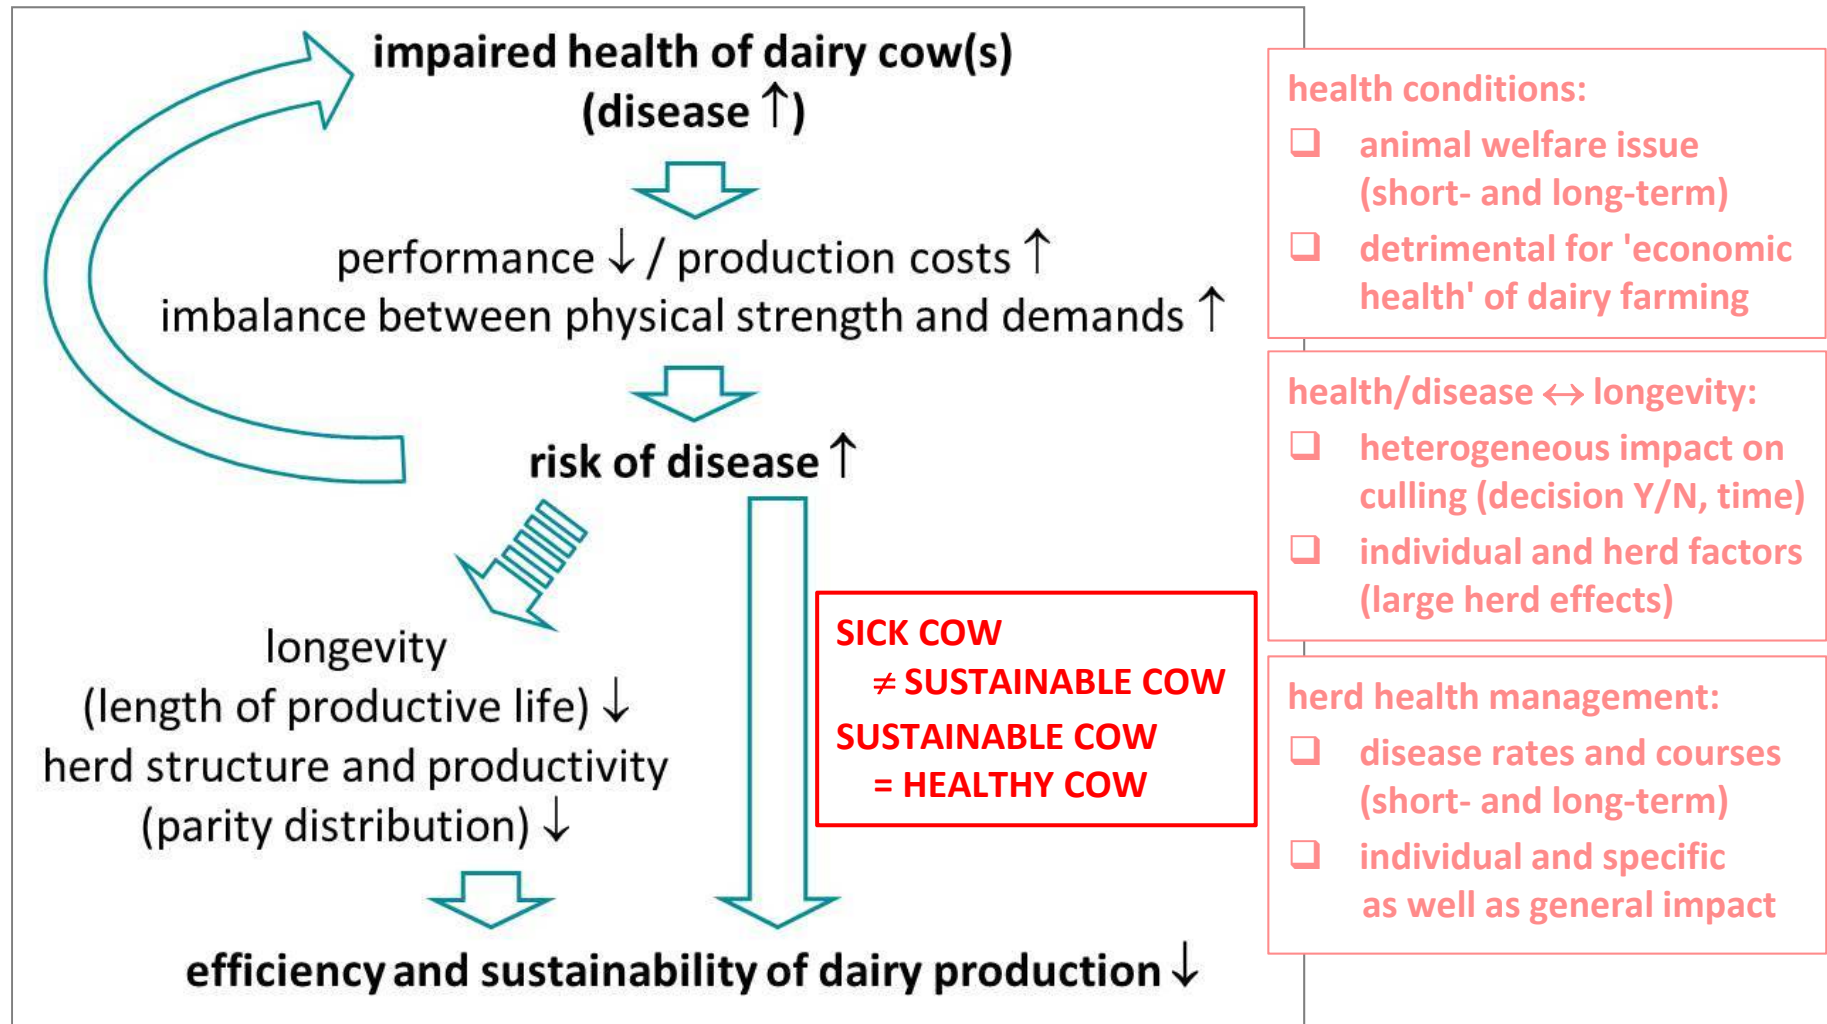 impaired health of dairy cow(s)
(disease ↑)
performance ↓ / production costs ↑
imbalance between physical strength and demands ↑
risk of disease ↑
longevity
(length of productive life) ↓
herd structure and productivity
(parity distribution) ↓
efficiency and sustainability of dairy production ↓
SICK COW
≠ SUSTAINABLE COW
SUSTAINABLE COW
= HEALTHY COW
health conditions:
❑ animal welfare issue
(short- and long-term)
❑ detrimental for 'economic
health' of dairy farming
health/disease ↔ longevity:
❑ heterogeneous impact on
culling (decision Y/N, time)
❑ individual and herd factors
(large herd effects)
herd health management:
❑ disease rates and courses
(short- and long-term)
❑ individual and specific
as well as general impact